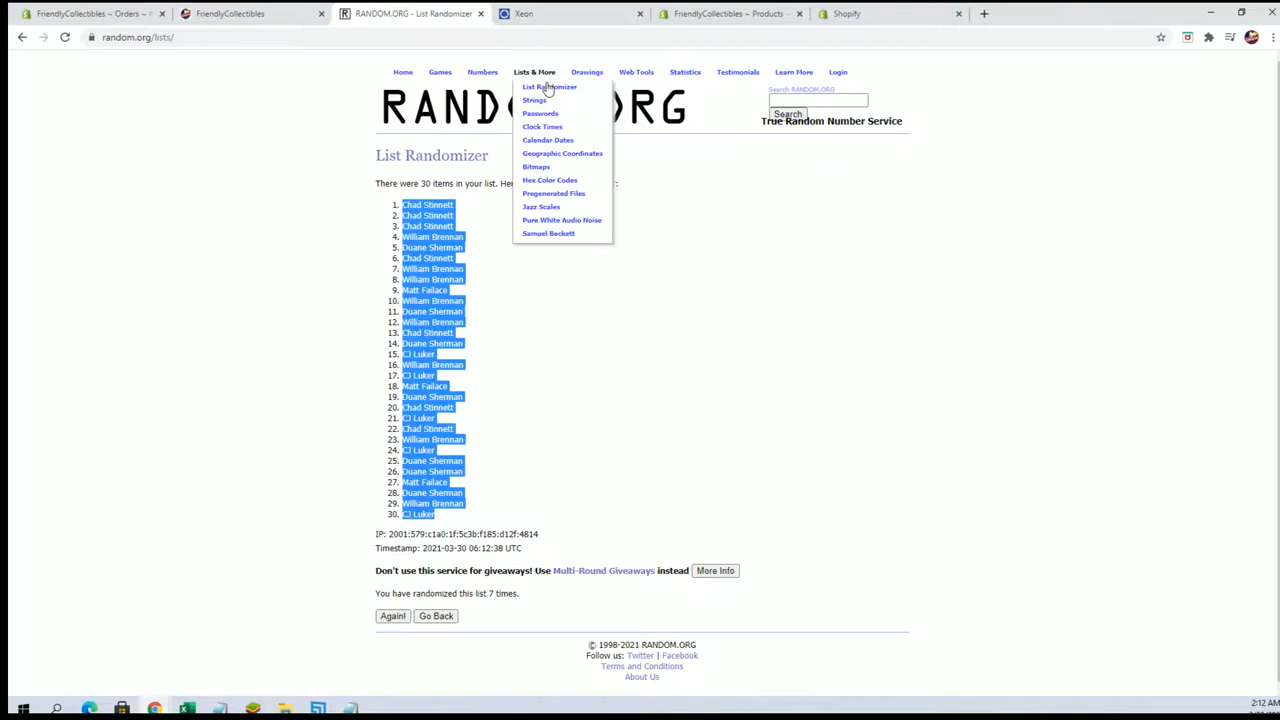 FriendlyCollectibles ~ Orders ~
FriendlyCollectibles
RANDOM.ORG - List Randomizer
Xeon
FriendlyCollectibles ~ Products ~
Shopify
random.org/lists/
Home Games Numbers Lists & More Drawings Web Tools Statistics Testimonials Learn More Login
List Randomizer
Strings
Passwords
Clock Times
Calendar Dates
Geographic Coordinates
Bitmaps
Hex Color Codes
Pregenerated Files
Jazz Scales
Pure White Audio Noise
Samuel Beckett
Search RANDOM.ORG
Search
True Random Number Service
List Randomizer
There were 30 items in your list.
1. Chad Stinnett
2. Chad Stinnett
3. Chad Stinnett
4. William Brennan
5. Duane Sherman
6. Chad Stinnett
7. William Brennan
8. William Brennan
9. Matt Failace
10. William Brennan
11. Duane Sherman
12. William Brennan
13. Chad Stinnett
14. Duane Sherman
15. CJ Luker
16. William Brennan
17. CJ Luker
18. Matt Failace
19. Duane Sherman
20. Chad Stinnett
21. CJ Luker
22. Chad Stinnett
23. William Brennan
24. CJ Luker
25. Duane Sherman
26. Duane Sherman
27. Matt Failace
28. Duane Sherman
29. William Brennan
30. CJ Luker
IP: 2001:579:c1a0:1f:5c3b:f185:d12f:4814
Timestamp: 2021-03-30 06:12:38 UTC
Don't use this service for giveaways! Use Multi-Round Giveaways instead More Info
You have randomized this list 7 times.
Again! Go Back
© 1998-2021 RANDOM.ORG
Follow us: Twitter | Facebook
Terms and Conditions
About Us
2:12 AM